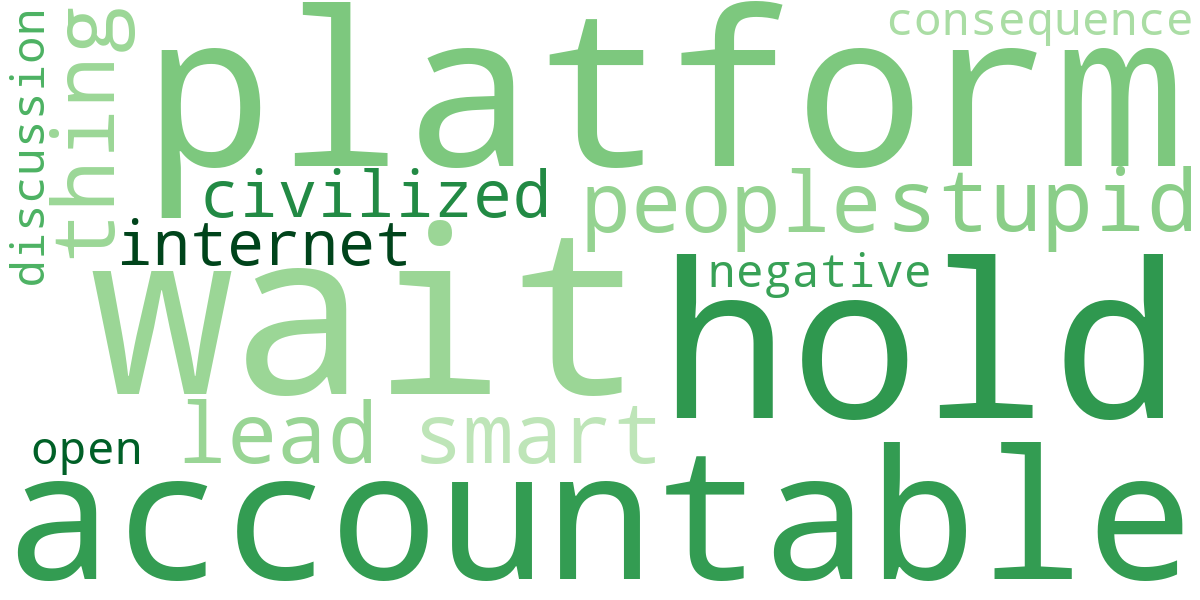 platform
consequence
discussion
thing
civilized
people
stupid
internet
wait
negative
hold
open
lead
smart
accountable